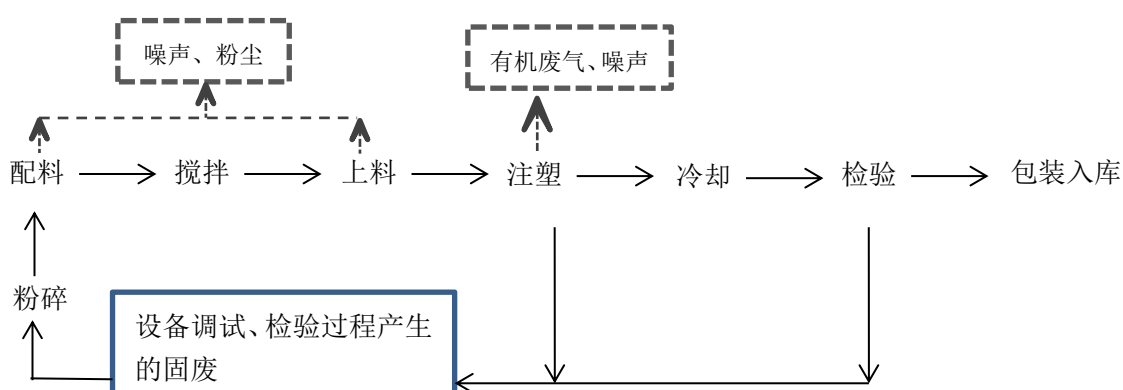 噪声、粉尘
有机废气、噪声
配料
搅拌
上料
注塑
冷却
检验
包装入库
粉碎
设备调试、检验过程产生
的固废